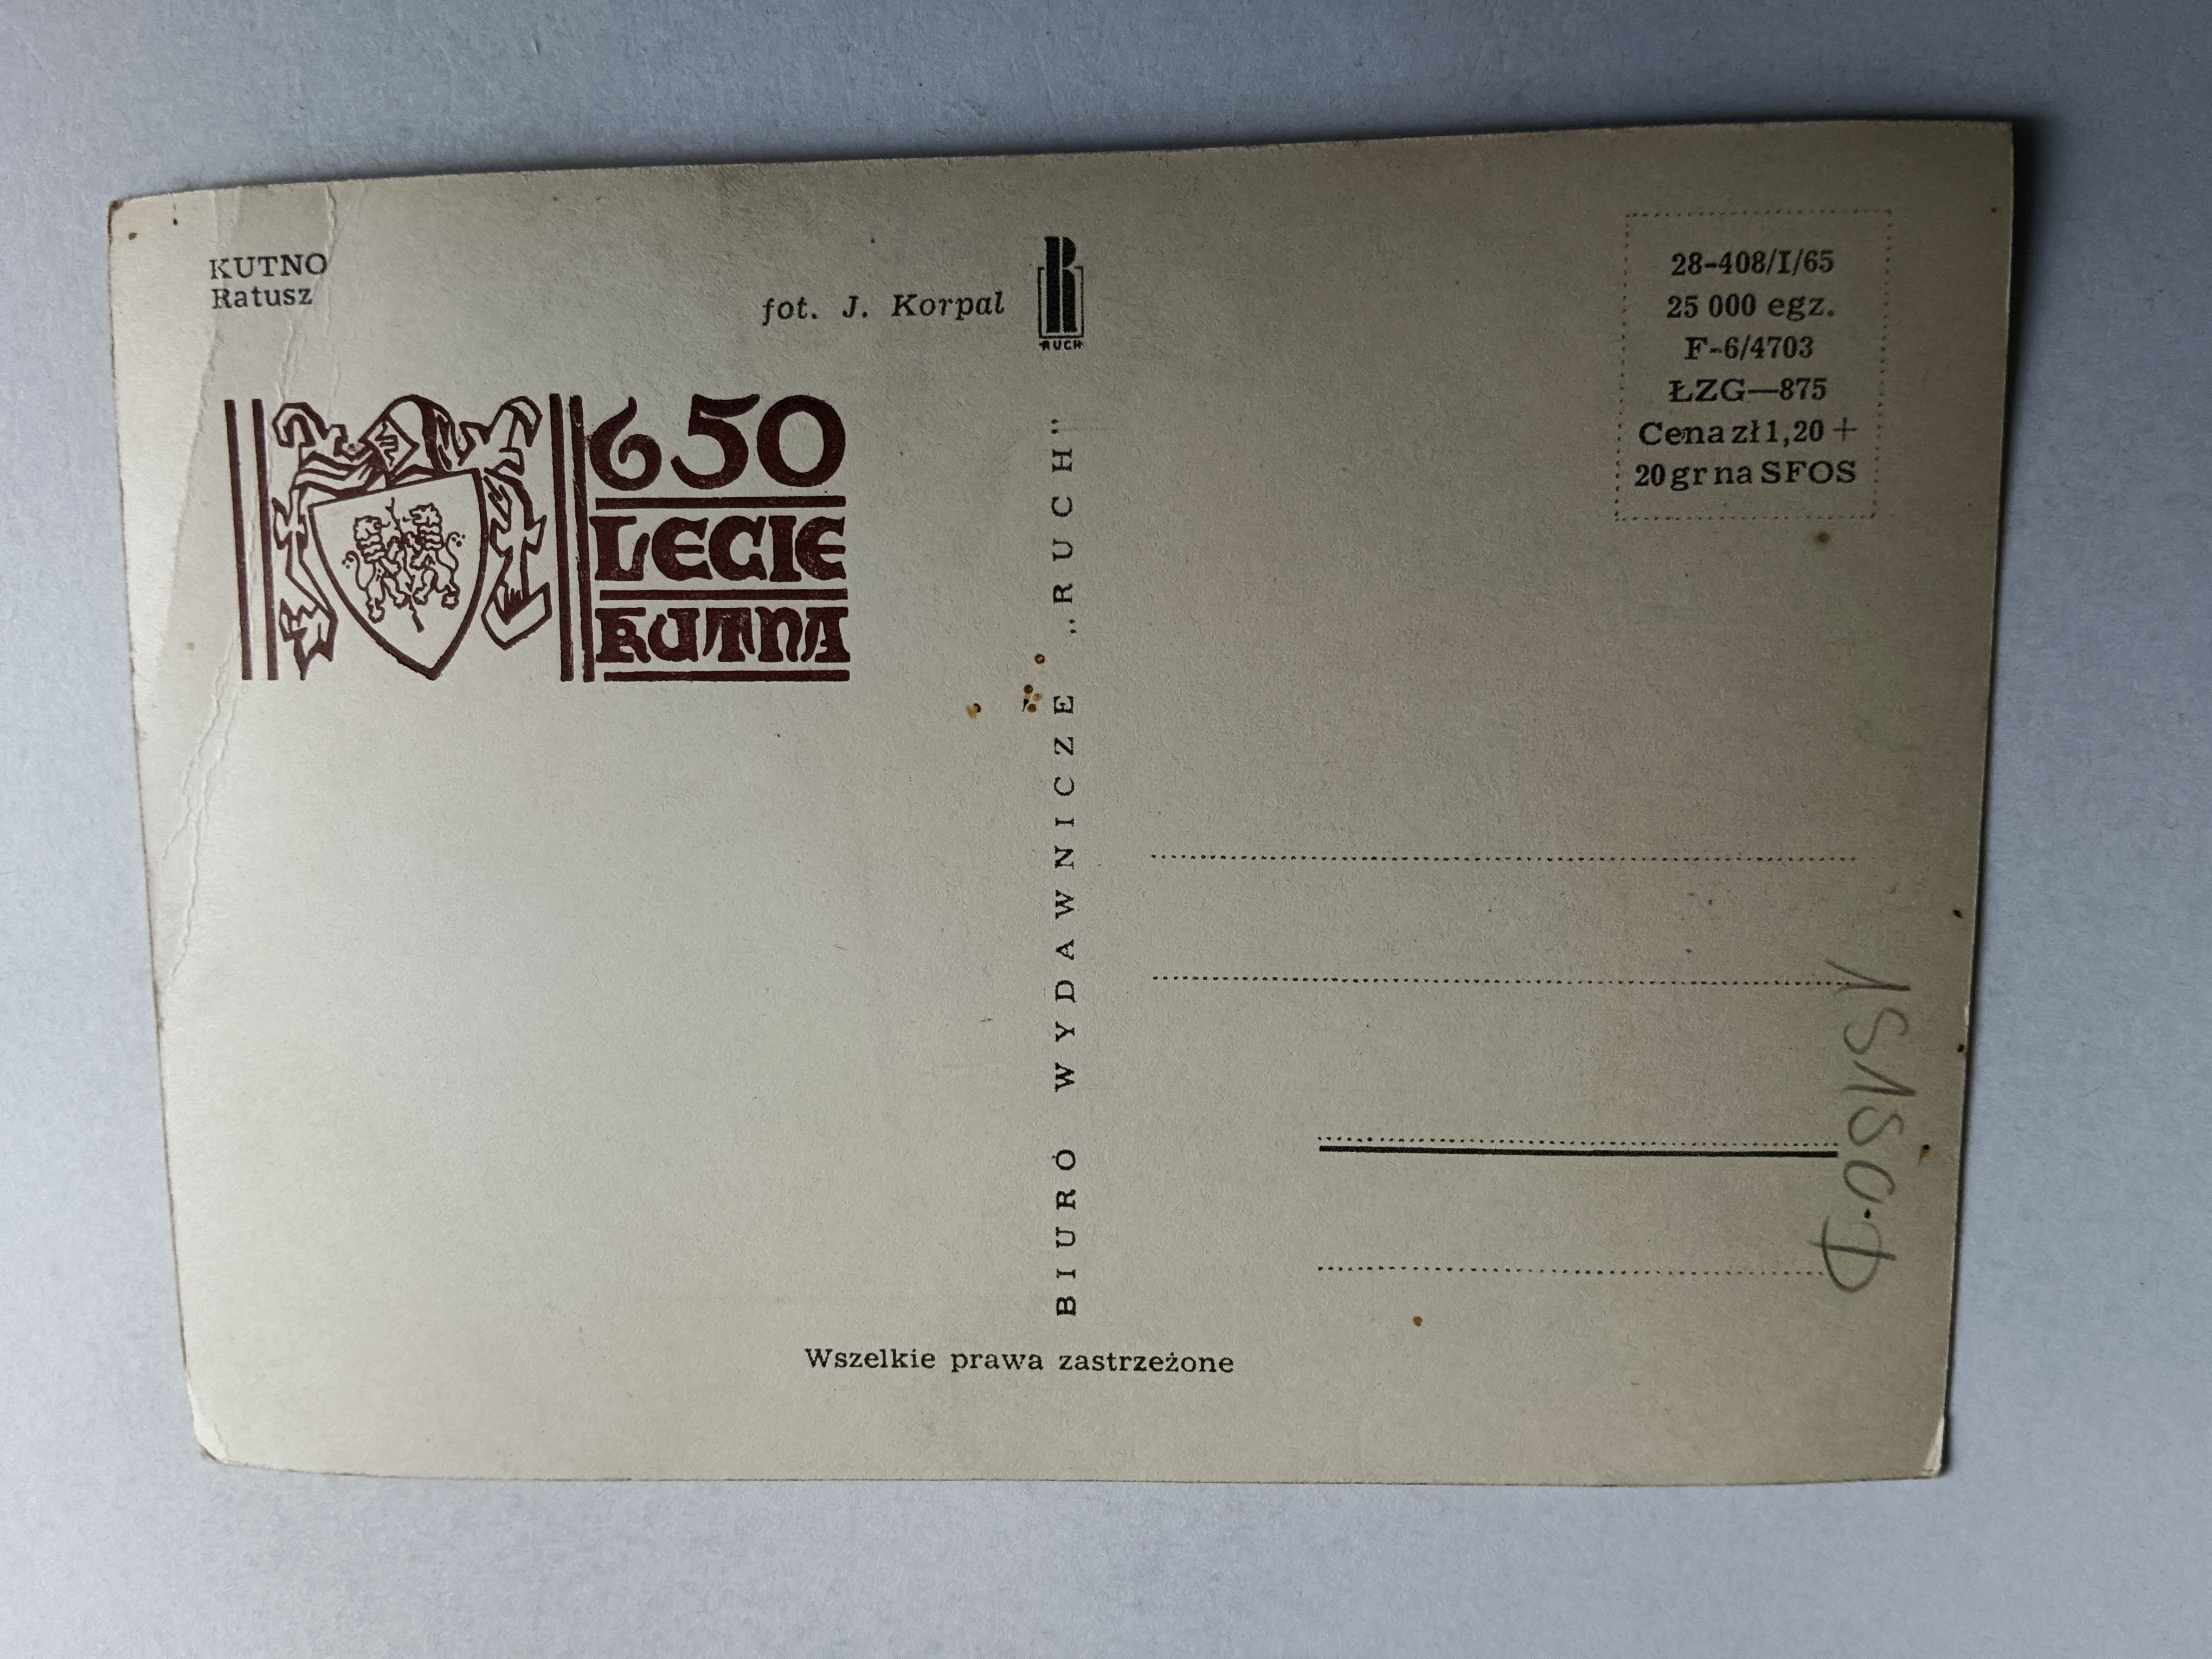 KUTNO
Ratusz
fot. J. Korpal
RUCH
650
LECIE
KUTNA
BIURO WYDAWNICZE „RUCH”
28-408/I/65
25 000 egz.
F-6/4703
ŁZG—875
Cena zł 1,20 +
20 gr na SFOS
Wszelkie prawa zastrzeżone